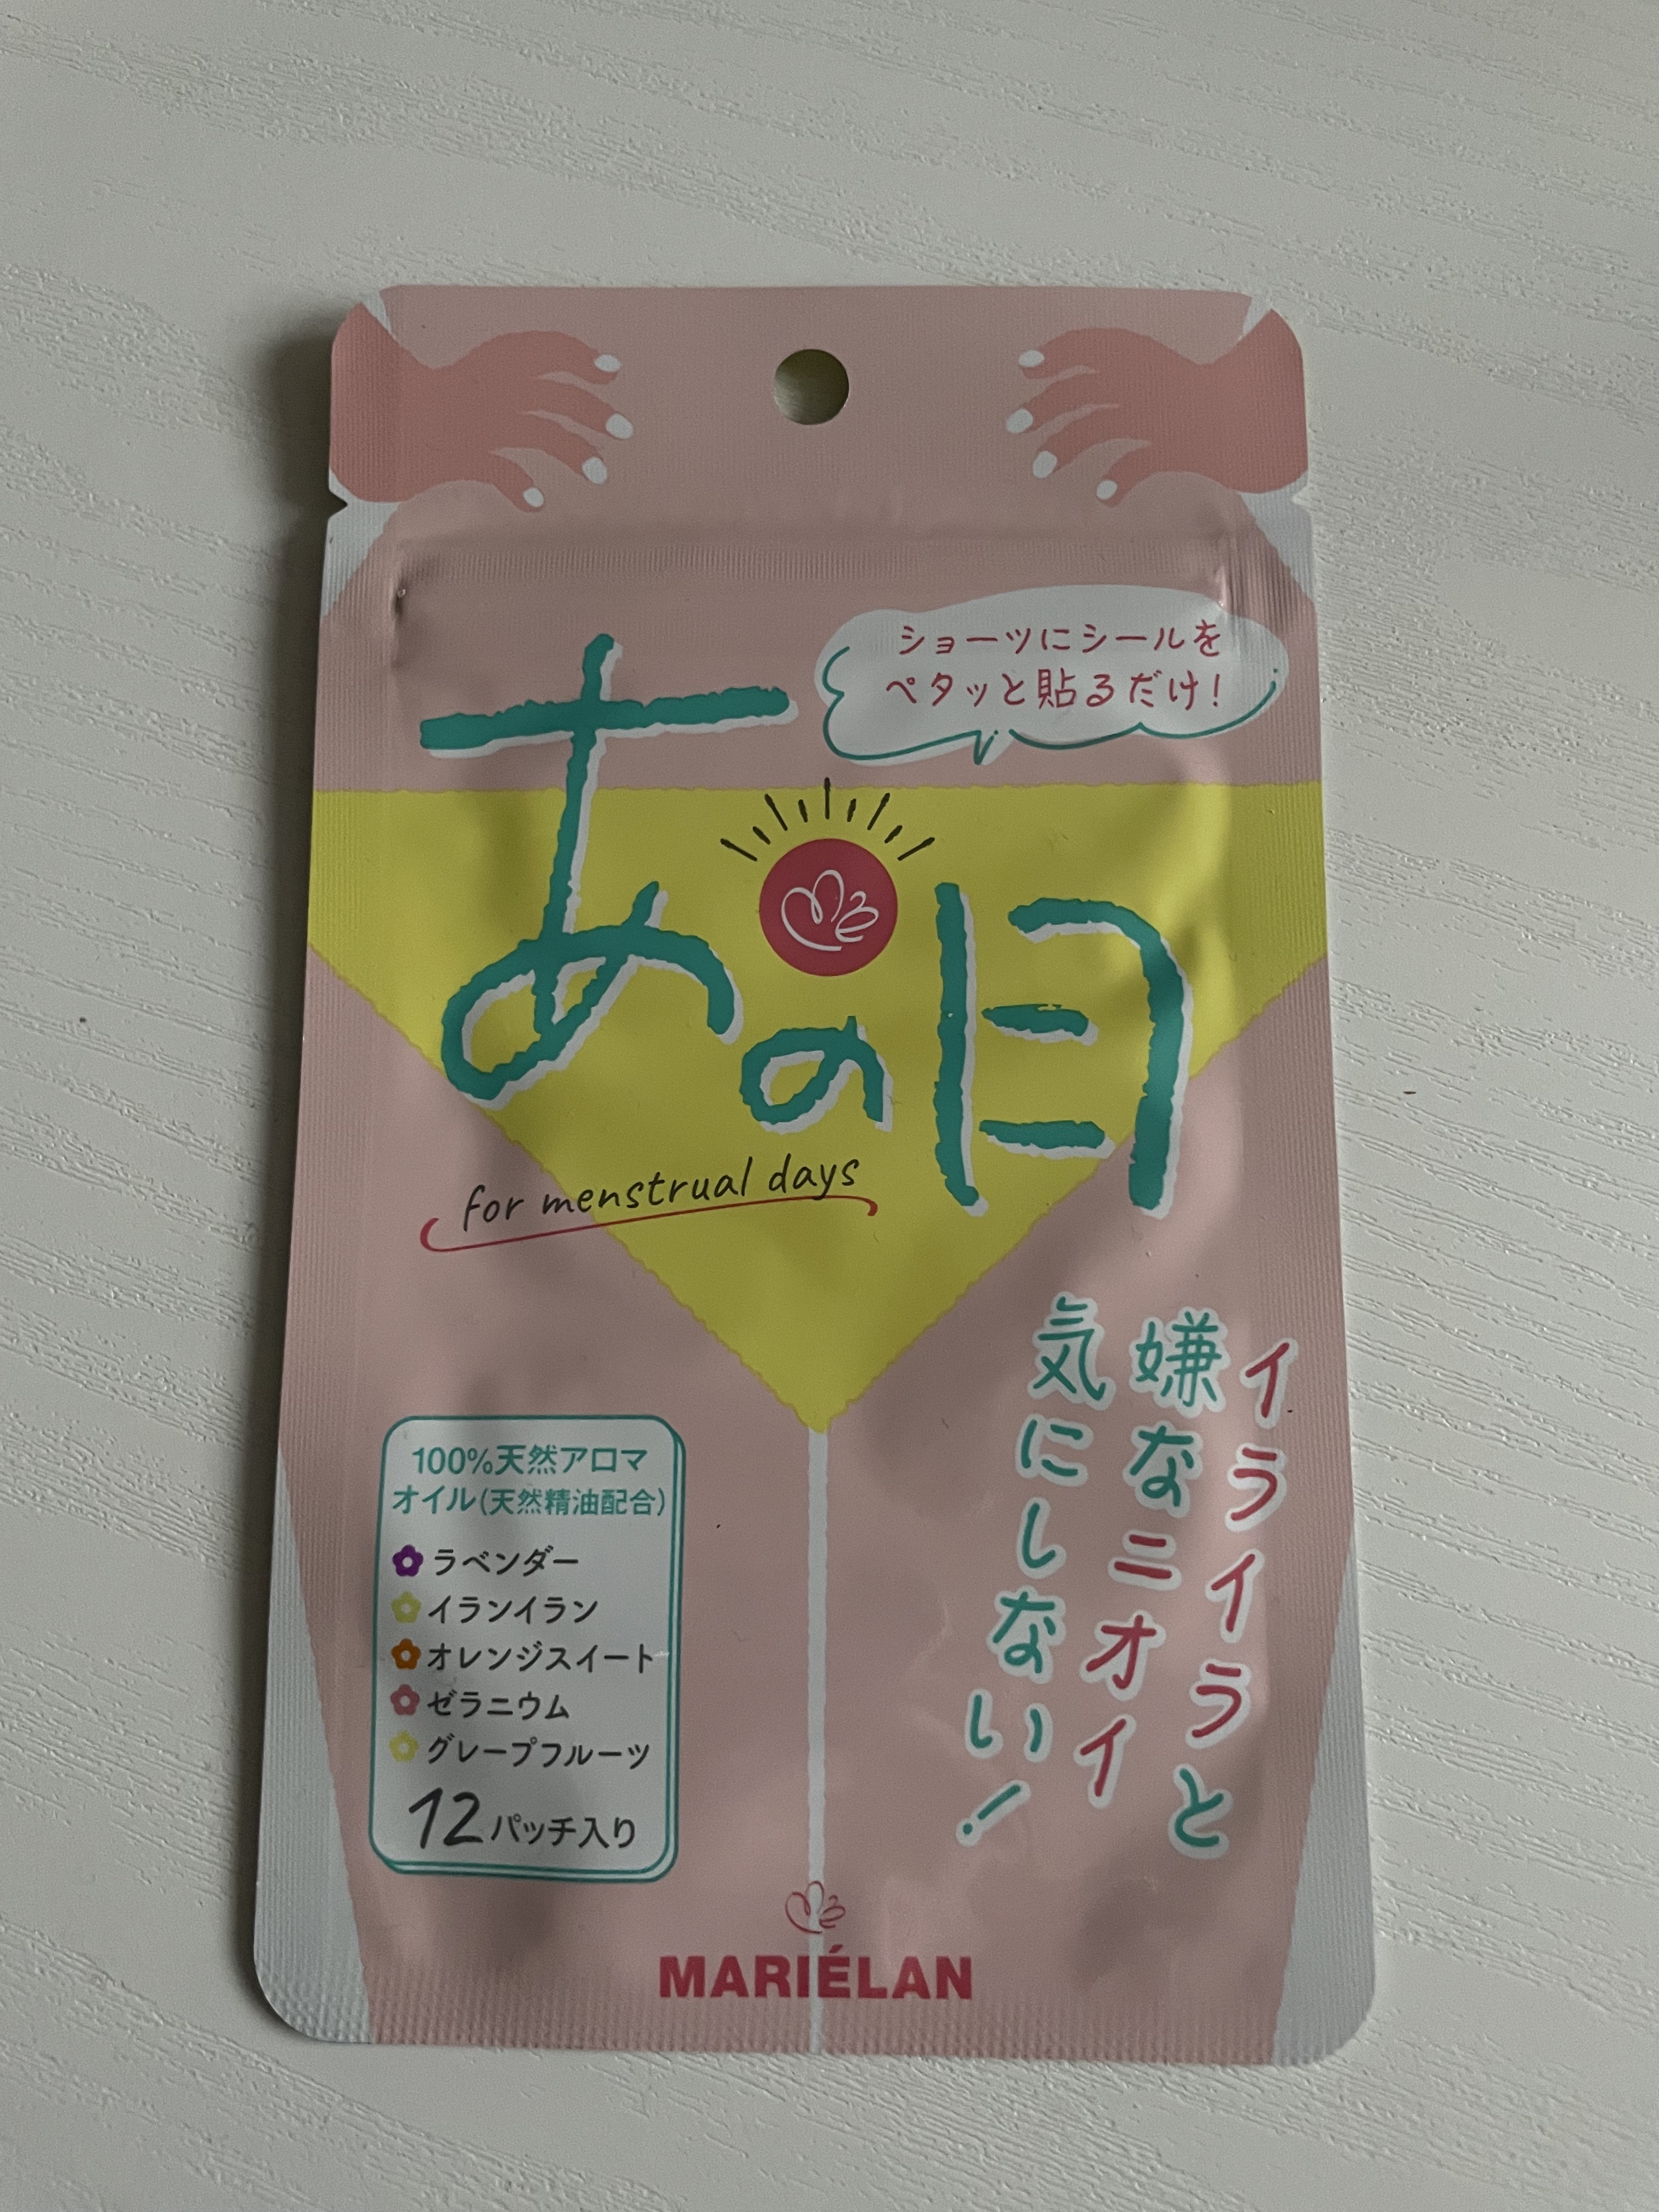 ショーツにシールを
ペタッと貼るだけ!
あの日
for menstrual days
イライラと
嫌なニオイ
気にしない!
100%天然アロマ
オイル(天然精油配合)
ラベンダー
イランイラン
オレンジスイート
ゼラニウム
グレープフルーツ
12パッチ入り
MARIÉLAN